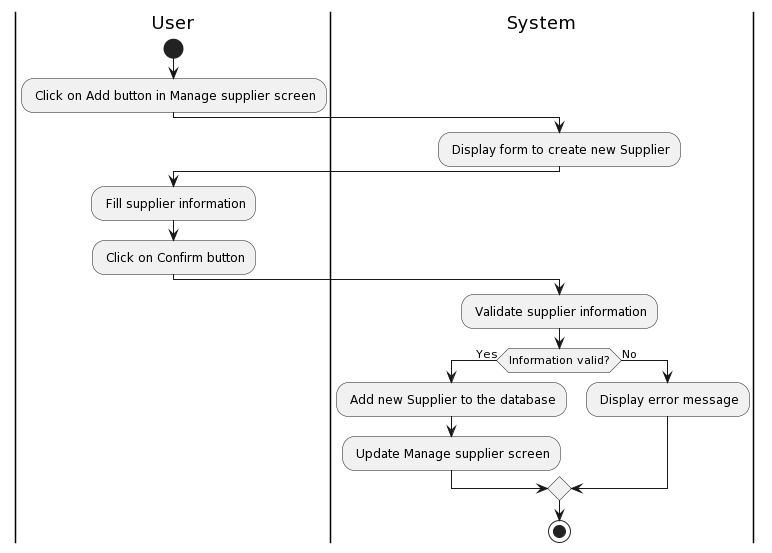 User
System
Click on Add button in Manage supplier screen
Display form to create new Supplier
Fill supplier information
Click on Confirm button
Validate supplier information
Yes
Information valid?
No
Add new Supplier to the database
Display error message
Update Manage supplier screen